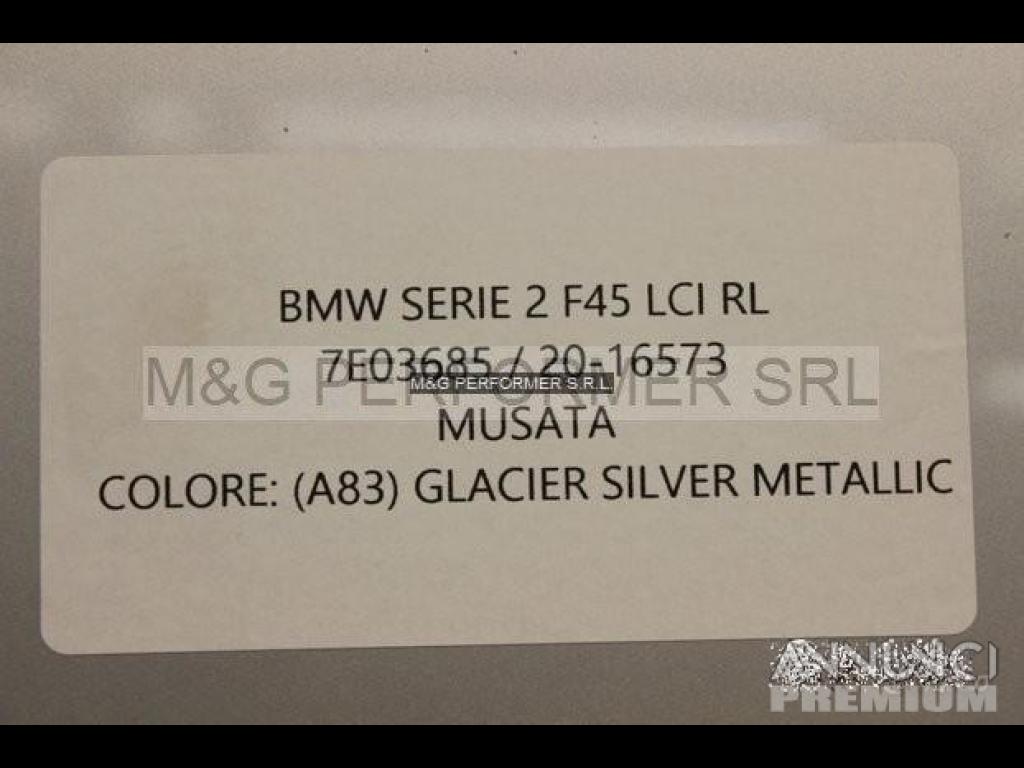 BMW SERIE 2 F45 LCI RL
7E03685 / 20-16573
M&G PERFORMER SRL
M&G PERFORMER S.R.L.
MUSATA
COLORE: (A83) GLACIER SILVER METALLIC
ANNUNCI
PREMIUM